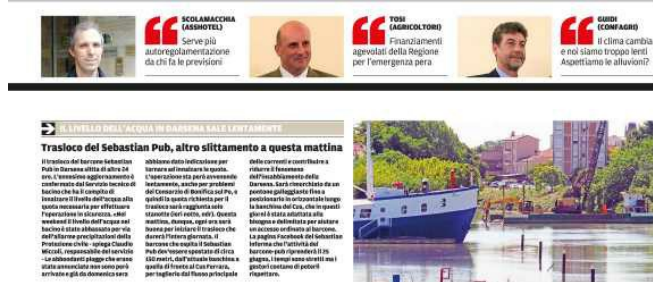 SCOLAMACCHIA
(ASSHOTEL)
Serve più
autoregolamentazione
da chi fa le previsioni
TOSI
(AGRICOLTORI)
Finanziamenti
agevolati della Regione
per l'emergenza pera
GUIDI
(CONFAGRI)
Il clima cambia
e noi siamo troppo lenti
Aspettiamo le alluvioni?
IL LIVELLO DELL'ACQUA IN DARSENA SALE LENTAMENTE
Trasloco del Sebastian Pub, altro slittamento a questa mattina
Il trasloco del barcone Sebastian
Pub in Darsena slitta di altre 24
ore. L'ennesimo aggiornamento è
confermato dal Servizio tecnico di
bacino che ha il compito di
innalzare il livello dell'acqua alla
quota necessaria per effettuare
l'operazione in sicurezza. «Nel
weekend il livello dell'acqua nel
bacino è stato abbassato per via
dell'allarme precipitazioni della
Protezione civile - spiega Claudio
Miccoli, responsabile del servizio
- Le abbondanti piogge che erano
state annunciate non sono però
arrivate e già da domenica sera
abbiamo dato indicazione per
tornare ad innalzare la quota.
L'operazione sta però avvenendo
lentamente, anche per problemi
del Consorzio di Bonifica sul Po, e
quindi la quota richiesta per il
trasloco sarà raggiunta solo
stanotte (ieri notte, ndr). Questa
mattina, dunque, ogni ora sarà
buona per iniziare il trasloco che
durerà l'intera giornata. Il
barcone che ospita il Sebastian
Pub dev'essere spostato di circa
150 metri, dall'attuale banchina a
quella di fronte al Cus Ferrara,
per toglierlo dal flusso principale
delle correnti e contribuire a
ridurre il fenomeno
dell'insabbiamento della
Darsena. Sarà rimorchiato da un
pontone galleggiante fino a
posizionarlo in orizzontale lungo
la banchina del Cus, che in questi
giorni è stata adattata alla
bisogna e delimitata per aiutare
un accesso ordinato al barcone.
La pagina Facebook del Sebastian
informa che l'attività del
barcone-pub riprenderà il 25
giugno, i tempi sono stretti ma i
gestori contano di poterli
rispettare.